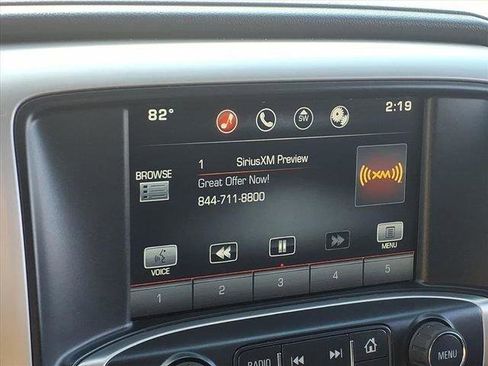 82° SW 2:19
1 SiriusXM Preview
BROWSE
Great Offer Now!
844-711-8800
((XM))
VOICE MENU
1 2 3 4 5
RADIO MENU